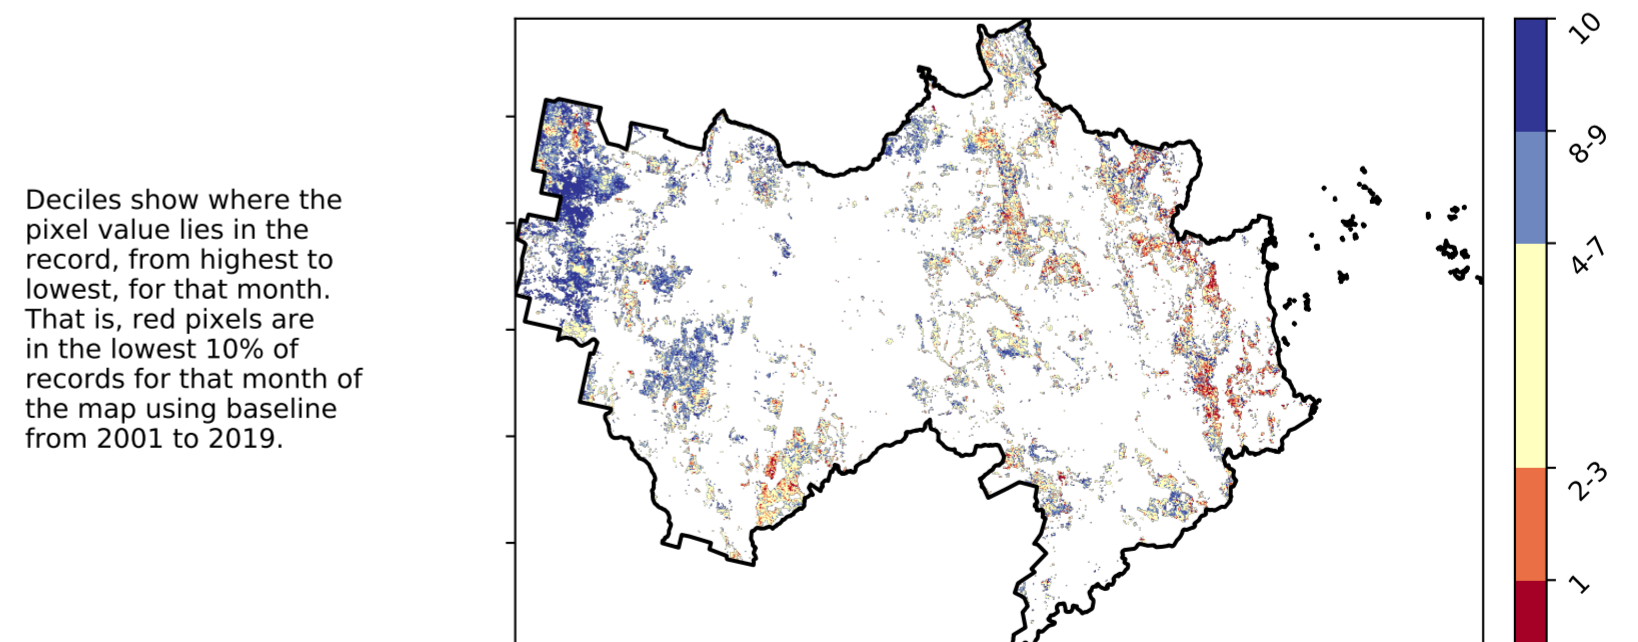 Deciles show where the
pixel value lies in the
record, from highest to
lowest, for that month.
That is, red pixels are
in the lowest 10% of
records for that month of
the map using baseline
from 2001 to 2019.
10
8-9
4-7
2-3
1